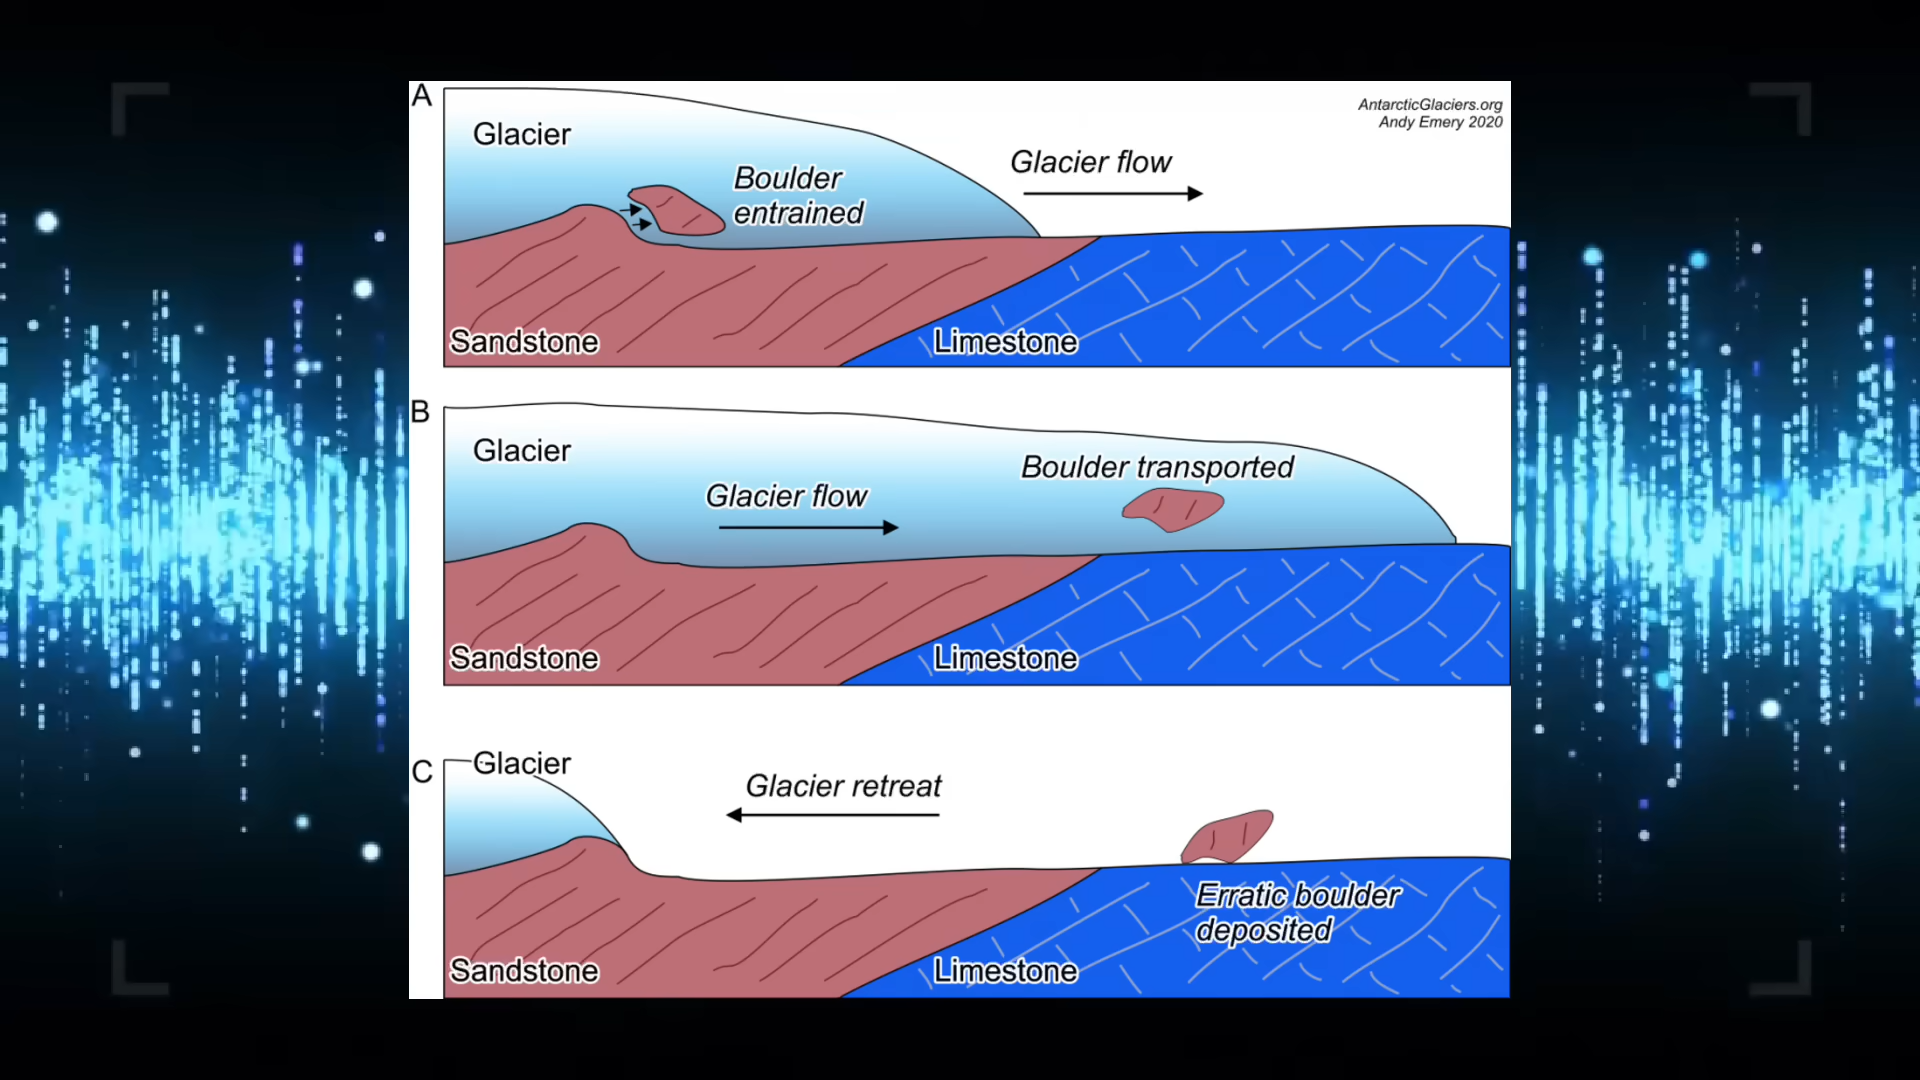 A
AntarcticGlaciers.org
Andy Emery 2020
Glacier
Glacier flow
Boulder
entrained
Sandstone
Limestone
B
Glacier
Boulder transported
Glacier flow
Sandstone
Limestone
C
Glacier
Glacier retreat
Erratic boulder
deposited
Sandstone
Limestone